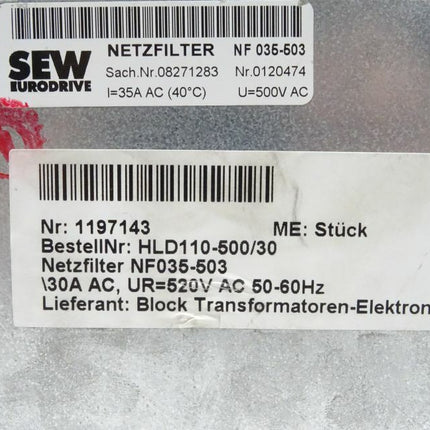 SEW
EURODRIVE
NETZFILTER NF 035-503
Sach.Nr.08271283 Nr.0120474
I=35A AC (40°C) U=500V AC
Nr: 1197143 ME: Stück
BestellNr: HLD110-500/30
Netzfilter NF035-503
\30A AC, UR=520V AC 50-60Hz
Lieferant: Block Transformatoren-Elektron